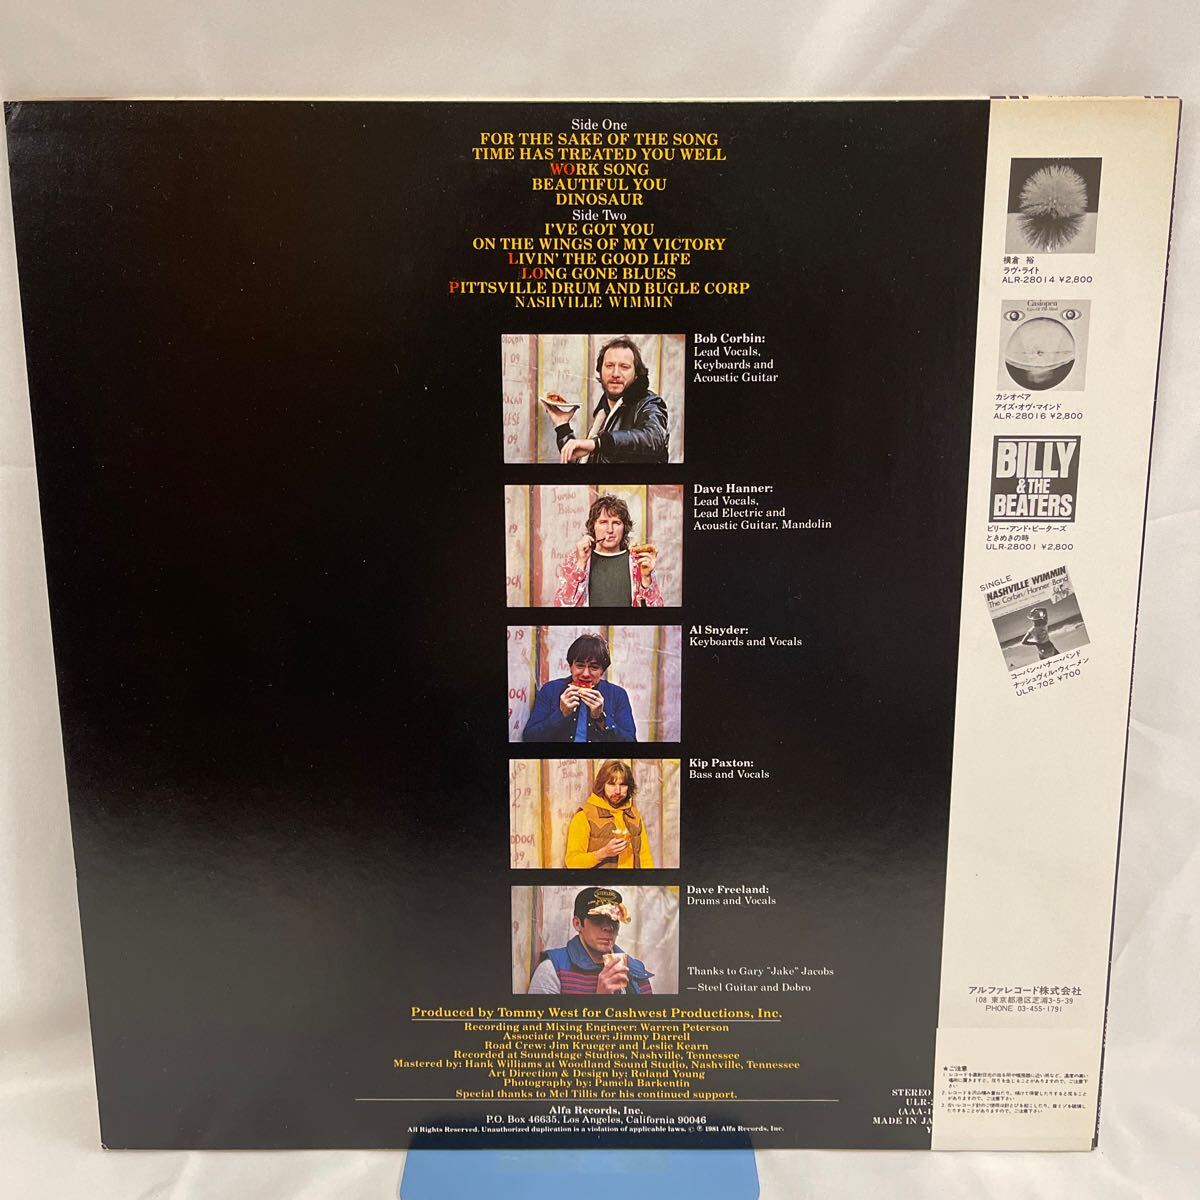 Side One
FOR THE SAKE OF THE SONG
TIME HAS TREATED YOU WELL
WORK SONG
BEAUTIFUL YOU
DINOSAUR
Side Two
I'VE GOT YOU
ON THE WINGS OF MY VICTORY
LIVIN' THE GOOD LIFE
LONG GONE BLUES
PITTSVILLE DRUM AND BUGLE CORP
NASHVILLE WIMMIN
Bob Corbin:
Lead Vocals,
Keyboards and
Acoustic Guitar
Dave Hanner:
Lead Vocals,
Lead Electric and
Acoustic Guitar, Mandolin
Al Snyder:
Keyboards and Vocals
Kip Paxton:
Bass and Vocals
Dave Freeland:
Drums and Vocals
Thanks to Gary "Jake" Jacobs
—Steel Guitar and Dobro
Produced by Tommy West for Cashwest Productions, Inc.
Recording and Mixing Engineer: Warren Peterson
Associate Producer: Jimmy Darrell
Road Crew: Jim Krueger and Leslie Kearn
Recorded at Soundstage Studios, Nashville, Tennessee
Mastered by: Hank Williams at Woodland Sound Studio, Nashville, Tennessee
Art Direction & Design by: Roland Young
Photography by: Pamela Barkentin
Special thanks to Mel Tillis for his continued support.
Alfa Records, Inc.
P.O. Box 46635, Los Angeles, California 90046
All Rights Reserved. Unauthorized duplication is a violation of applicable laws. © ℗ 1981 Alfa Records, Inc.
STEREO
ULR-
(AAA-1
MADE IN JA
横倉 裕
ラヴ・ライト
ALR-28014 ¥2,800
Casiopea
Eyes Of The Mind
カシオペア
アイズ・オヴ・マインド
ALR-28016 ¥2,800
BILLY
& THE
BEATERS
ビリー・アンド・ビーターズ
ときめきの時
ULR-28001 ¥2,800
SINGLE
NASHVILLE WIMMIN
The Corbin/Hanner Band
コーバン・ハナー・バンド
ナッシュヴィル・ウィーメン
ULR-702 ¥700
アルファレコード株式会社
108 東京都港区芝浦3-5-39
PHONE 03-455-1791
★ご注意